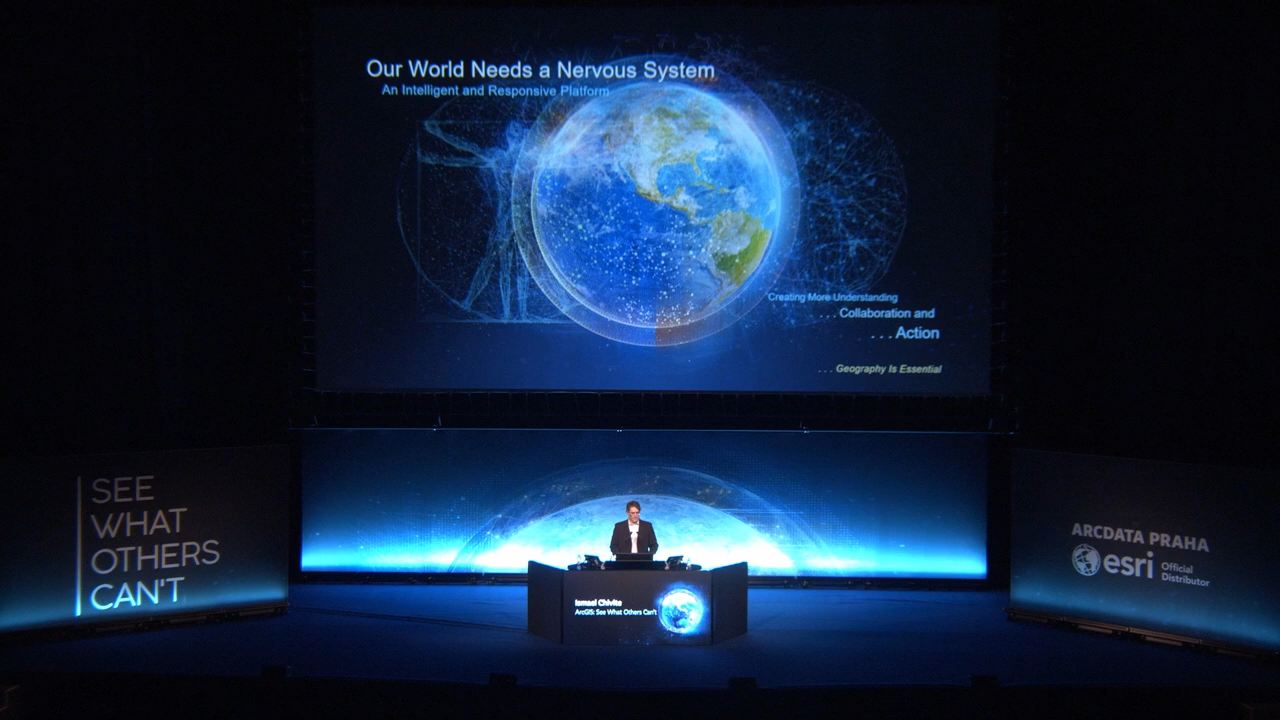 Our World Needs a Nervous System
An Intelligent and Responsive Platform
Creating More Understanding
. . . Collaboration and
. . . Action
. . . Geography Is Essential
SEE
WHAT
OTHERS
CAN'T
ARCDATA PRAHA
esri Official
Distributor
Ismael Chivite
ArcGIS: See What Others Can't